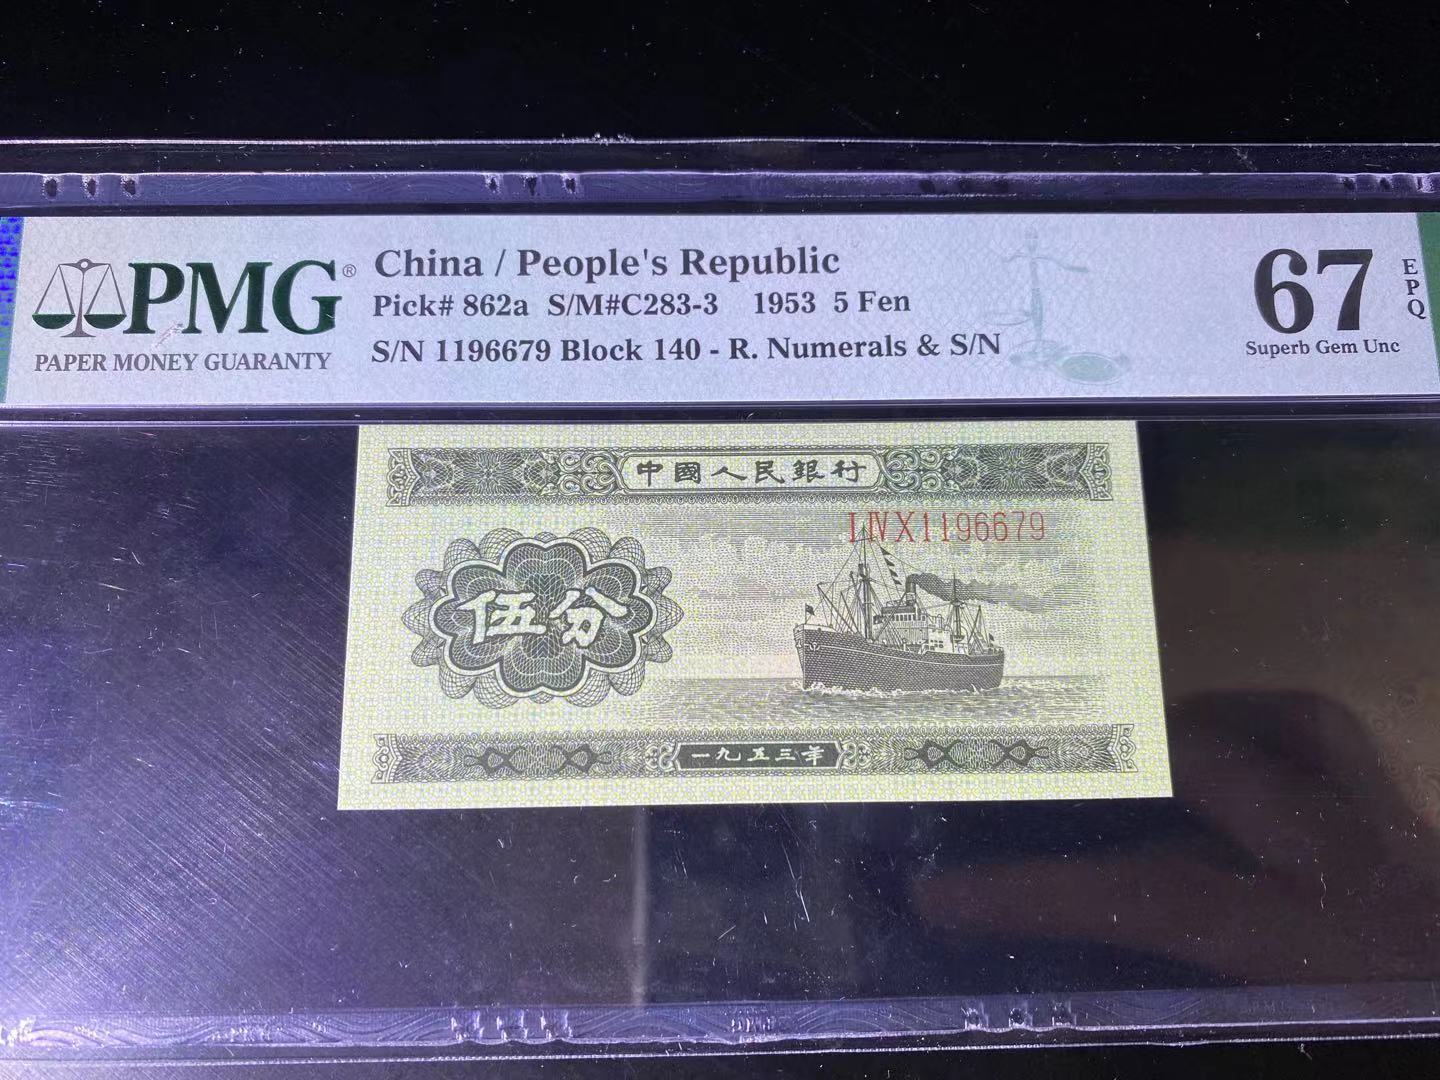 PMG®
PAPER MONEY GUARANTY
China / People's Republic
Pick# 862a S/M#C283-3 1953 5 Fen
S/N 1196679 Block 140 - R. Numerals & S/N
67
EPQ
Superb Gem Unc
中國人民銀行
I IV X 1196679
伍分
一九五三年